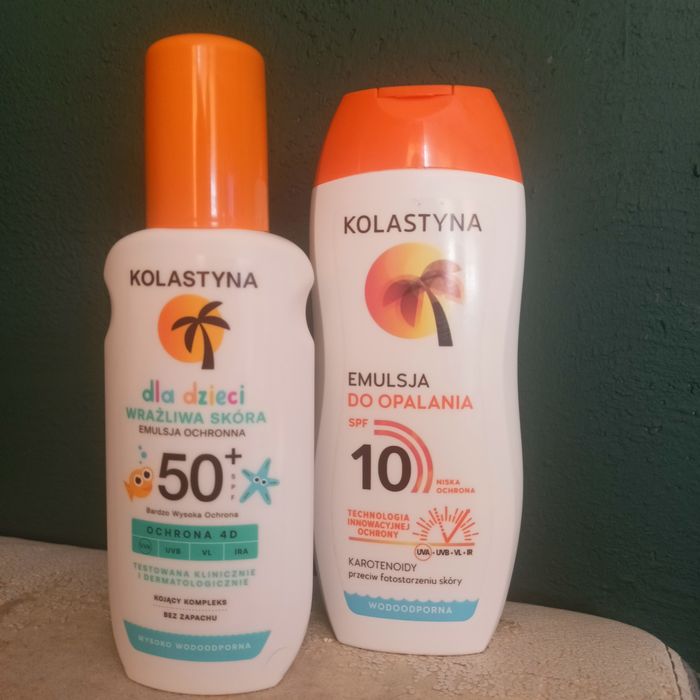 KOLASTYNA
dla dzieci
WRAŻLIWA SKÓRA
EMULSJA OCHRONNA
50+
SPF
Bardzo Wysoka Ochrona
OCHRONA 4D
UVA UVB VL IRA
TESTOWANA KLINICZNIE
I DERMATOLOGICZNIE
KOJĄCY KOMPLEKS
BEZ ZAPACHU
WYSOKO WODOODPORNA
KOLASTYNA
EMULSJA
DO OPALANIA
SPF
10
NISKA
OCHRONA
TECHNOLOGIA
INNOWACYJNEJ
OCHRONY
UVA + UVB + VL + IR
KAROTENOIDY
przeciw fotostarzeniu skóry
WODOODPORNA